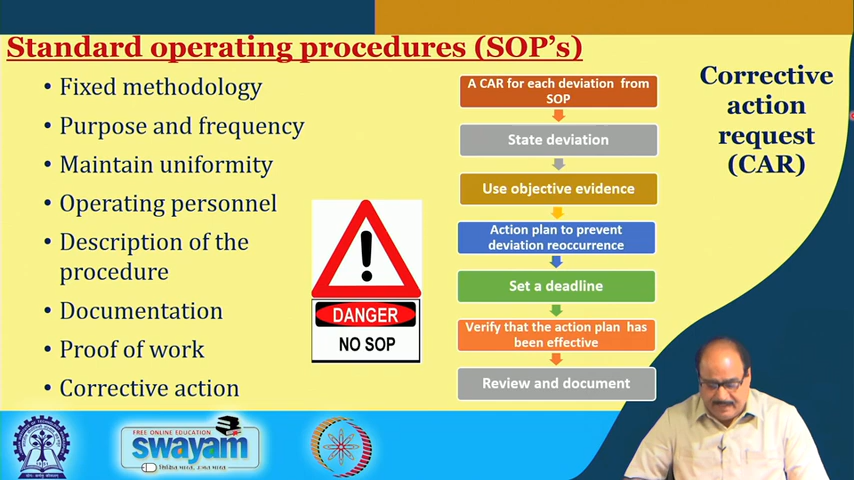 Standard operating procedures (SOP's)
• Fixed methodology
• Purpose and frequency
• Maintain uniformity
• Operating personnel
• Description of the
procedure
• Documentation
• Proof of work
• Corrective action
DANGER
NO SOP
A CAR for each deviation from
SOP
State deviation
Use objective evidence
Action plan to prevent
deviation reoccurrence
Set a deadline
Verify that the action plan has
been effective
Review and document
Corrective
action
request
(CAR)
FREE ONLINE EDUCATION
swayam